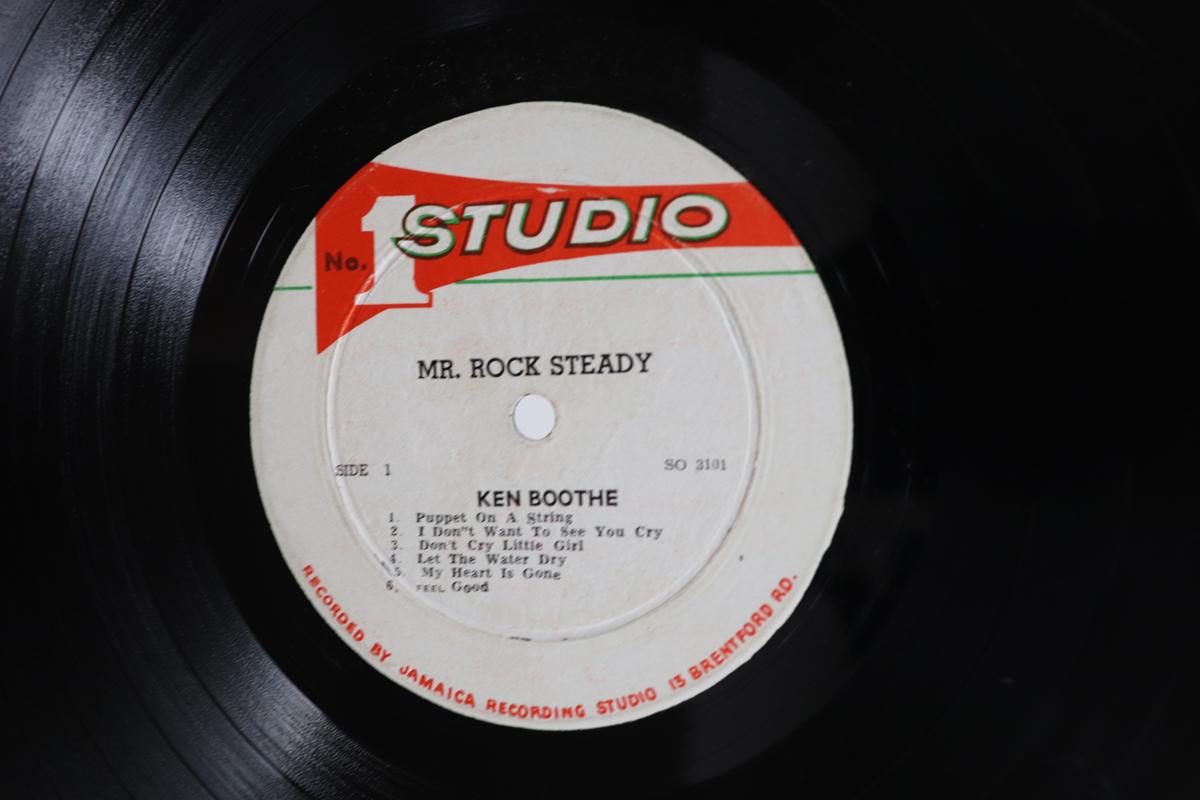 No. 1 STUDIO
MR. ROCK STEADY
SIDE 1 SO 3101
KEN BOOTHE
1. Puppet On A String
2. I Don"t Want To See You Cry
3. Don't Cry Little Girl
4. Let The Water Dry
5. My Heart Is Gone
6. FEEL Good
RECORDED BY JAMAICA RECORDING STUDIO 13 BRENTFORD RD.